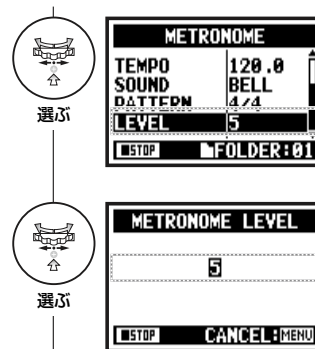 METRONOME
TEMPO 120.0
SOUND BELL
PATTERN 4/4
LEVEL 5
STOP FOLDER:01
選ぶ
METRONOME LEVEL
5
STOP CANCEL:MENU
選ぶ